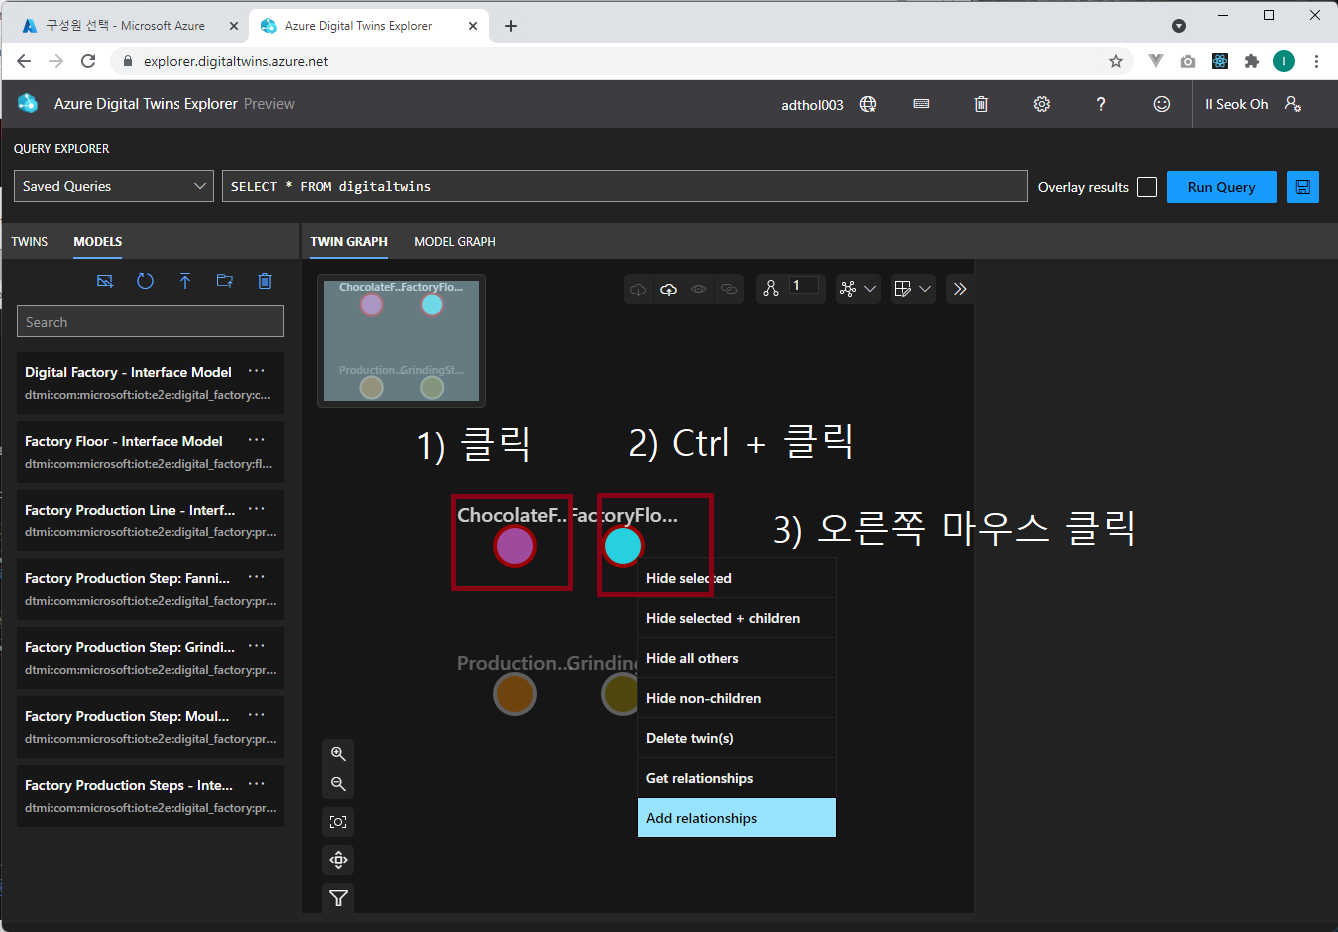 구성원 선택 - Microsoft Azure
Azure Digital Twins Explorer
explorer.digitaltwins.azure.net
I
Azure Digital Twins Explorer Preview
adthol003
?
Il Seok Oh
QUERY EXPLORER
Saved Queries
SELECT * FROM digitaltwins
Overlay results
Run Query
TWINS
MODELS
TWIN GRAPH
MODEL GRAPH
Search
Digital Factory - Interface Model
dtmi:com:microsoft:iot:e2e:digital_factory:c...
Factory Floor - Interface Model
dtmi:com:microsoft:iot:e2e:digital_factory:fl...
Factory Production Line - Interf...
dtmi:com:microsoft:iot:e2e:digital_factory:pr...
Factory Production Step: Fanni...
dtmi:com:microsoft:iot:e2e:digital_factory:pr...
Factory Production Step: Grindi...
dtmi:com:microsoft:iot:e2e:digital_factory:pr...
Factory Production Step: Moul...
dtmi:com:microsoft:iot:e2e:digital_factory:pr...
Factory Production Steps - Inte...
dtmi:com:microsoft:iot:e2e:digital_factory:pr...
ChocolateF...
FactoryFlo...
Production...
GrindingSt...
1
1) 클릭
2) Ctrl + 클릭
3) 오른쪽 마우스 클릭
ChocolateF...
FactoryFlo...
Production...
Grinding
Hide selected
Hide selected + children
Hide all others
Hide non-children
Delete twin(s)
Get relationships
Add relationships